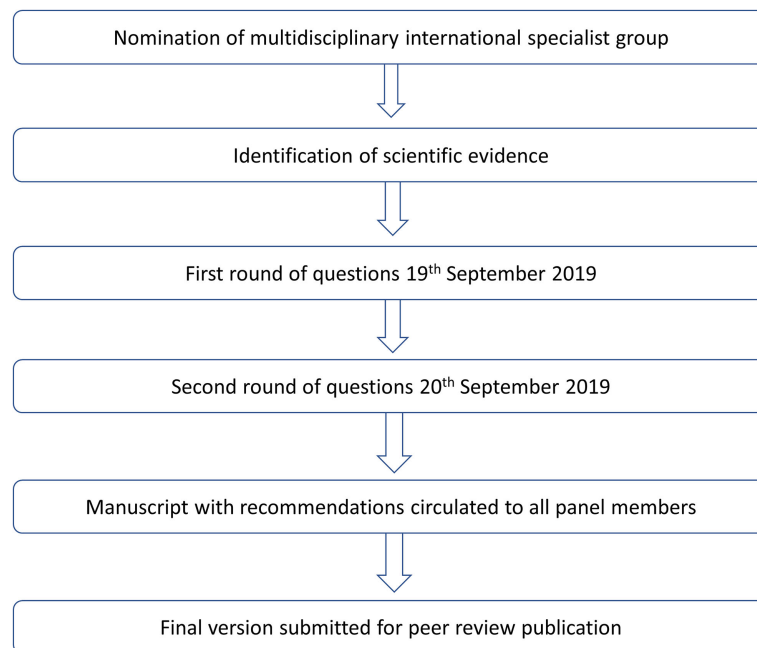 Nomination of multidisciplinary international specialist group
Identification of scientific evidence
First round of questions 19th September 2019
Second round of questions 20th September 2019
Manuscript with recommendations circulated to all panel members
Final version submitted for peer review publication